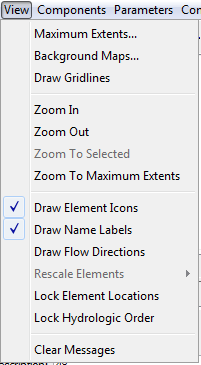 View Components Parameters
Maximum Extents...
Background Maps...
Draw Gridlines
Zoom In
Zoom Out
Zoom To Selected
Zoom To Maximum Extents
Draw Element Icons
Draw Name Labels
Draw Flow Directions
Rescale Elements
Lock Element Locations
Lock Hydrologic Order
Clear Messages